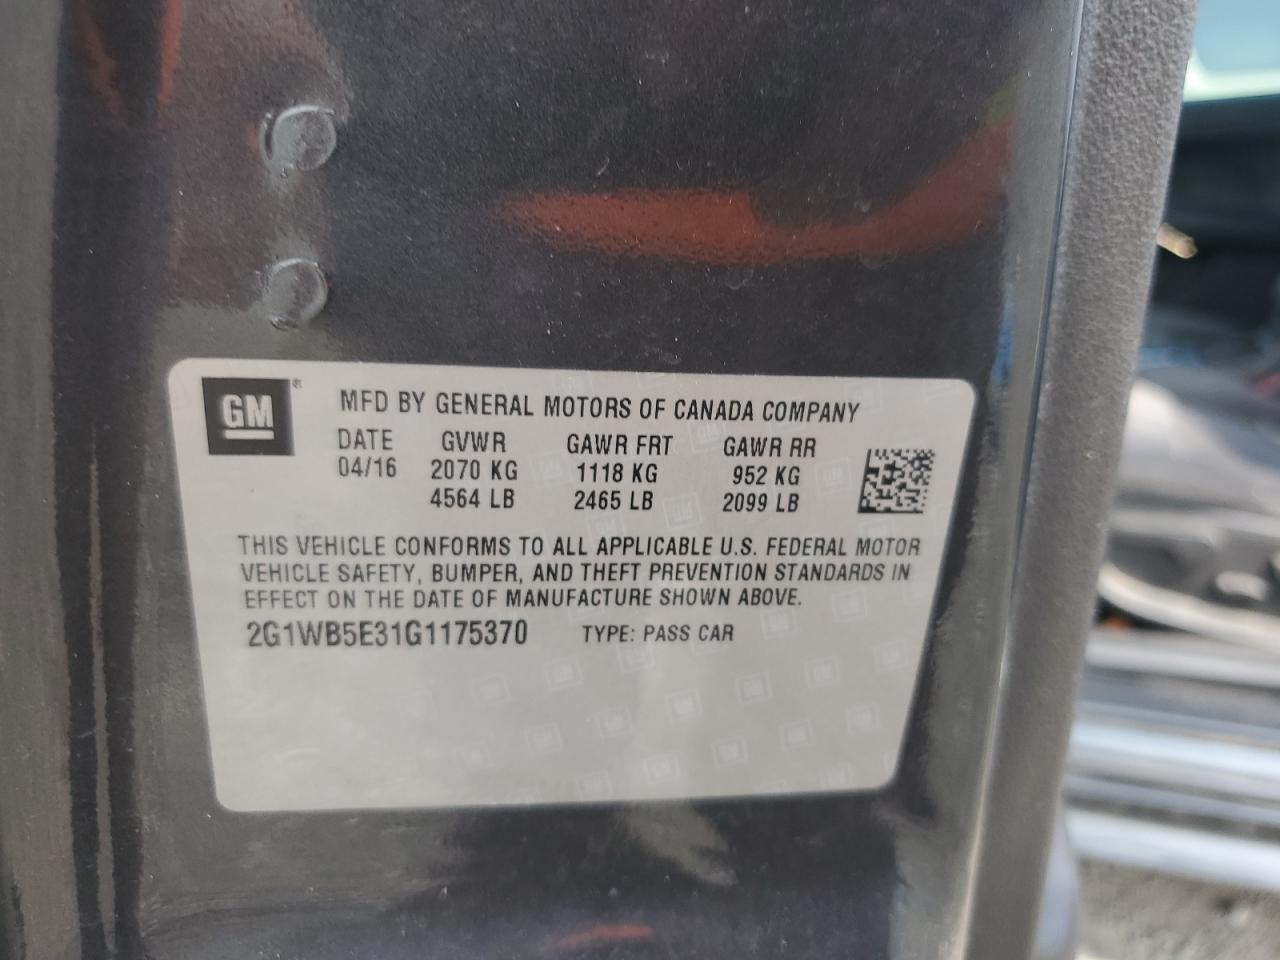 GM®
MFD BY GENERAL MOTORS OF CANADA COMPANY
DATE GVWR GAWR FRT GAWR RR
04/16 2070 KG 1118 KG 952 KG
4564 LB 2465 LB 2099 LB
THIS VEHICLE CONFORMS TO ALL APPLICABLE U.S. FEDERAL MOTOR
VEHICLE SAFETY, BUMPER, AND THEFT PREVENTION STANDARDS IN
EFFECT ON THE DATE OF MANUFACTURE SHOWN ABOVE.
2G1WB5E31G1175370 TYPE: PASS CAR